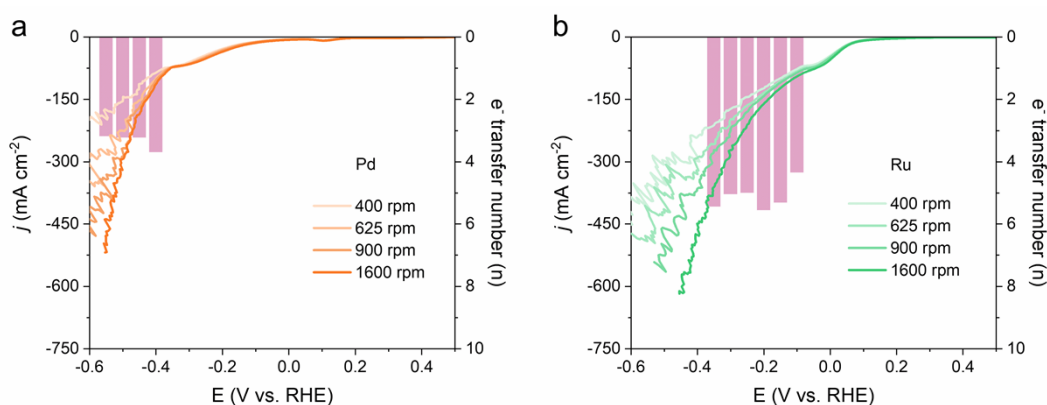 a
0
-150
-300
-450
-600
-750
j (mA cm-2)
Pd
400 rpm
625 rpm
900 rpm
1600 rpm
0
2
4
6
8
10
e- transfer number (n)
-0.6
-0.4
-0.2
0.0
0.2
0.4
E (V vs. RHE)
b
0
-150
-300
-450
-600
-750
j (mA cm-2)
Ru
400 rpm
625 rpm
900 rpm
1600 rpm
0
2
4
6
8
10
e- transfer number (n)
-0.6
-0.4
-0.2
0.0
0.2
0.4
E (V vs. RHE)